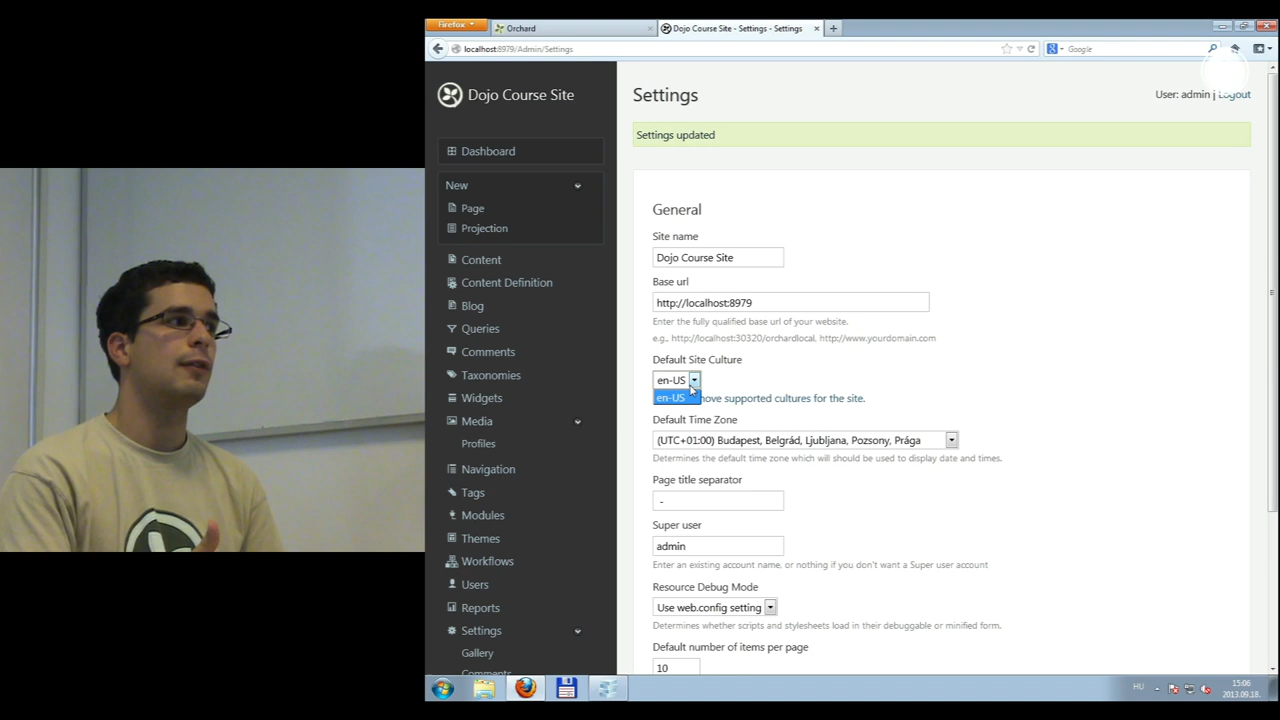 Firefox
Orchard
Dojo Course Site - Settings - Settings
localhost:8979/Admin/Settings
Google
Dojo Course Site
Settings
User: admin | Logout
Settings updated
Dashboard
New
Page
Projection
Content
Content Definition
Blog
Queries
Comments
Taxonomies
Widgets
Media
Profiles
Navigation
Tags
Modules
Themes
Workflows
Users
Reports
Settings
Gallery
Comments
General
Site name
Dojo Course Site
Base url
http://localhost:8979
Enter the fully qualified base url of your website.
e.g., http://localhost:30320/orchardlocal, http://www.yourdomain.com
Default Site Culture
en-US
en-US
move supported cultures for the site.
Default Time Zone
(UTC+01:00) Budapest, Belgrád, Ljubljana, Pozsony, Prága
Determines the default time zone which will should be used to display date and times.
Page title separator
-
Super user
admin
Enter an existing account name, or nothing if you don't want a Super user account
Resource Debug Mode
Use web.config setting
Determines whether scripts and stylesheets load in their debuggable or minified form.
Default number of items per page
10
HU
15:06
2013.09.18.